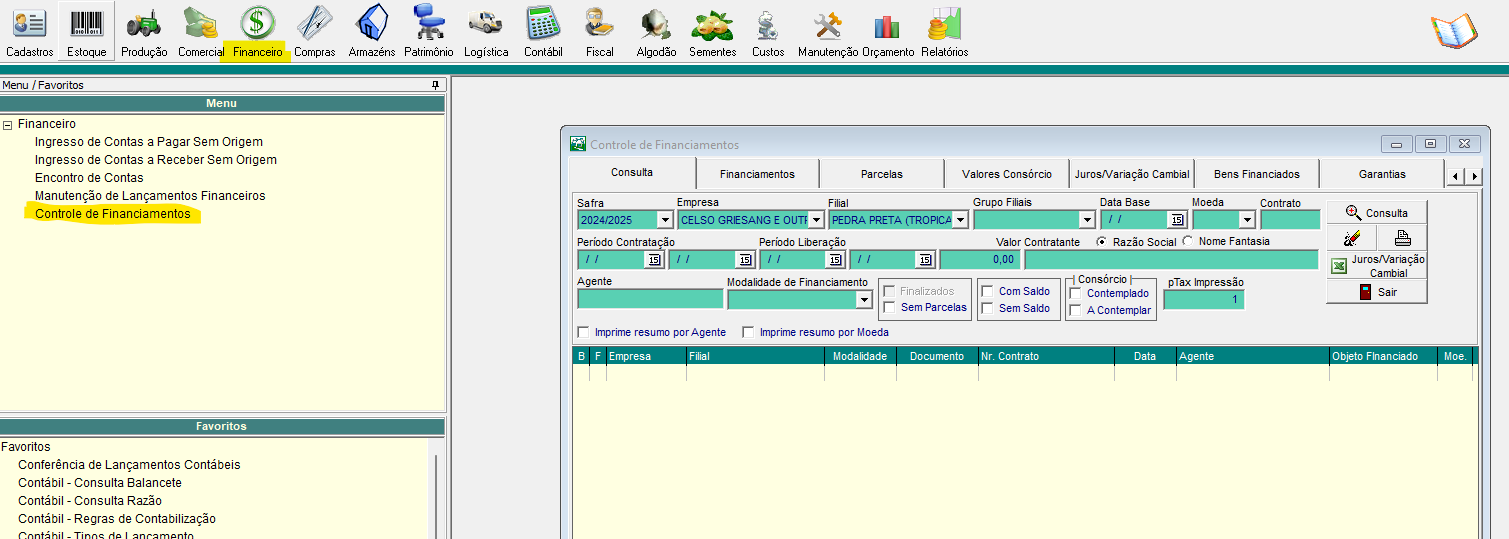 Cadastros Estoque Produção Comercial Financeiro Compras Armazéns Patrimônio Logística Contábil Fiscal Algodão Sementes Custos Manutenção Orçamento Relatórios
Menu / Favoritos
Menu
Financeiro
Ingresso de Contas a Pagar Sem Origem
Ingresso de Contas a Receber Sem Origem
Encontro de Contas
Manutenção de Lançamentos Financeiros
Controle de Financiamentos
Favoritos
Favoritos
Conferência de Lançamentos Contábeis
Contábil - Consulta Balancete
Contábil - Consulta Razão
Contábil - Regras de Contabilização
Contábil - Tipos de Lançamento
Controle de Financiamentos
Consulta Financiamentos Parcelas Valores Consórcio Juros/Variação Cambial Bens Financiados Garantias
Safra Empresa Filial Grupo Filiais Data Base Moeda Contrato
2024/2025 CELSO GRIESANG E OUTF PEDRA PRETA (TROPICA / / 15
Período Contratação Período Liberação Valor Contratante Razão Social Nome Fantasia
/ / 15 / / 15 / / 15 / / 15 0,00
Agente Modalidade de Financiamento
Finalizados
Sem Parcelas
Com Saldo
Sem Saldo
Consórcio
Contemplado
A Contemplar
pTax Impressão
1
Consulta
Juros/Variação
Cambial
Sair
Imprime resumo por Agente Imprime resumo por Moeda
B F Empresa Filial Modalidade Documento Nr. Contrato Data Agente Objeto FInanciado Moe.